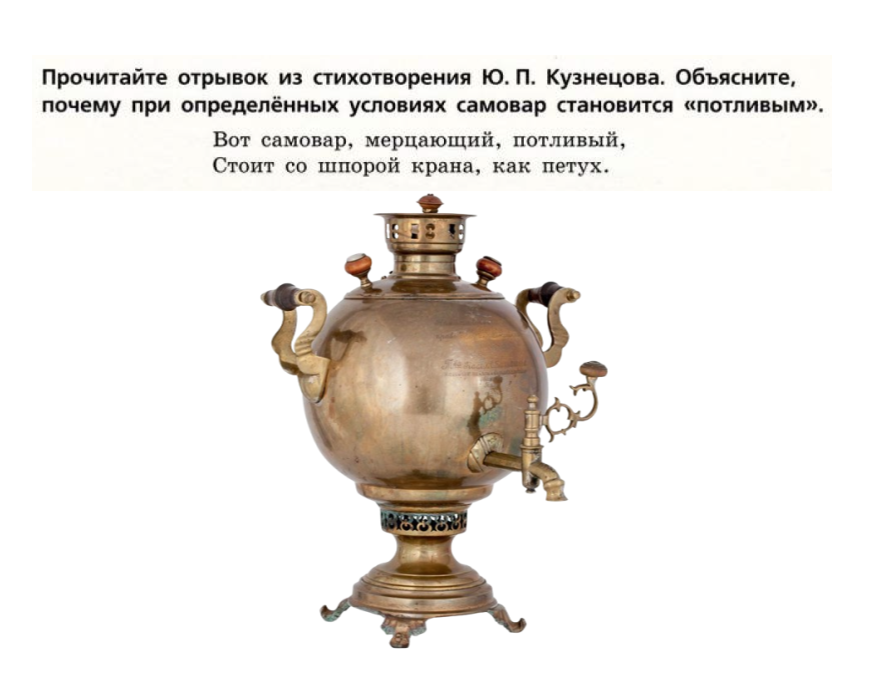 Прочитайте отрывок из стихотворения Ю. П. Кузнецова. Объясните,
почему при определённых условиях самовар становится «потливым».
Вот самовар, мерцающий, потливый,
Стоит со шпорой крана, как петух.